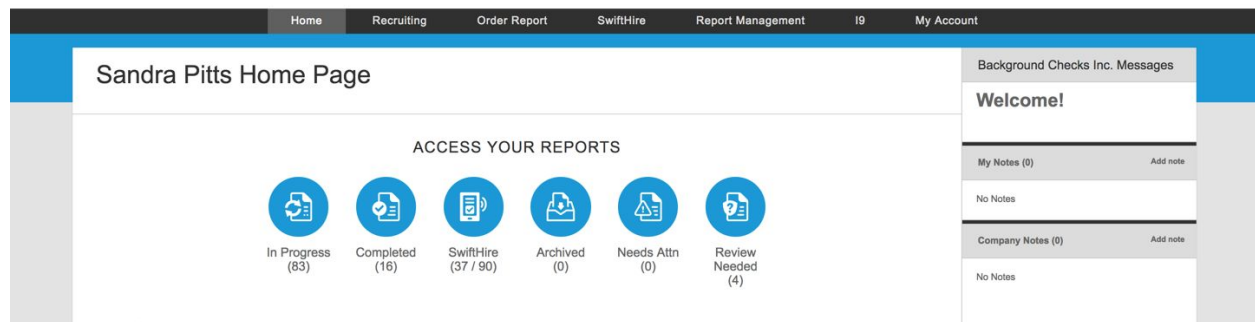 Home Recruiting Order Report SwiftHire Report Management I9 My Account
Sandra Pitts Home Page
ACCESS YOUR REPORTS
In Progress
(83)
Completed
(16)
SwiftHire
(37 / 90)
Archived
(0)
Needs Attn
(0)
Review
Needed
(4)
Background Checks Inc. Messages
Welcome!
My Notes (0) Add note
No Notes
Company Notes (0) Add note
No Notes